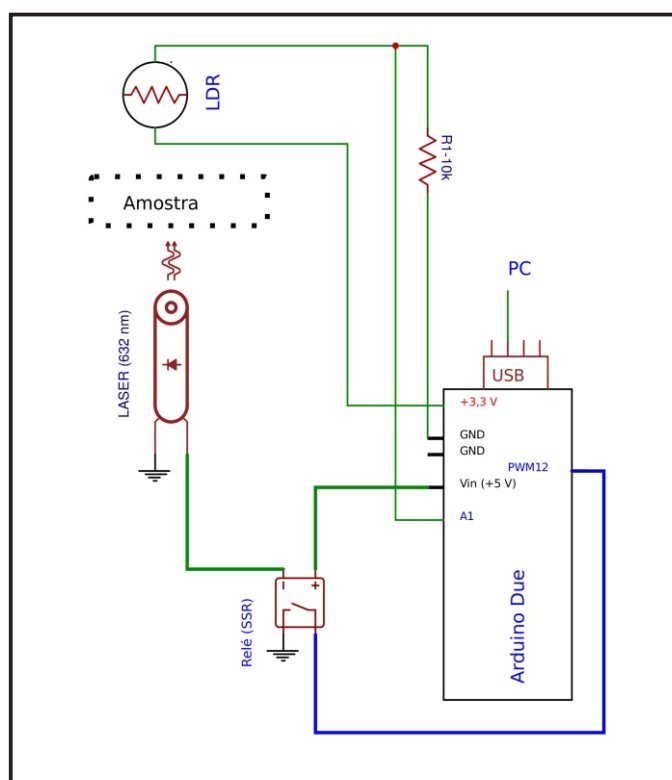 LDR
R1-10k
Amostra
PC
LASER (632 nm)
USB
+3,3 V
GND
GND
PWM12
Vin (+5 V)
A1
Arduino Due
- +
Relé (SSR)